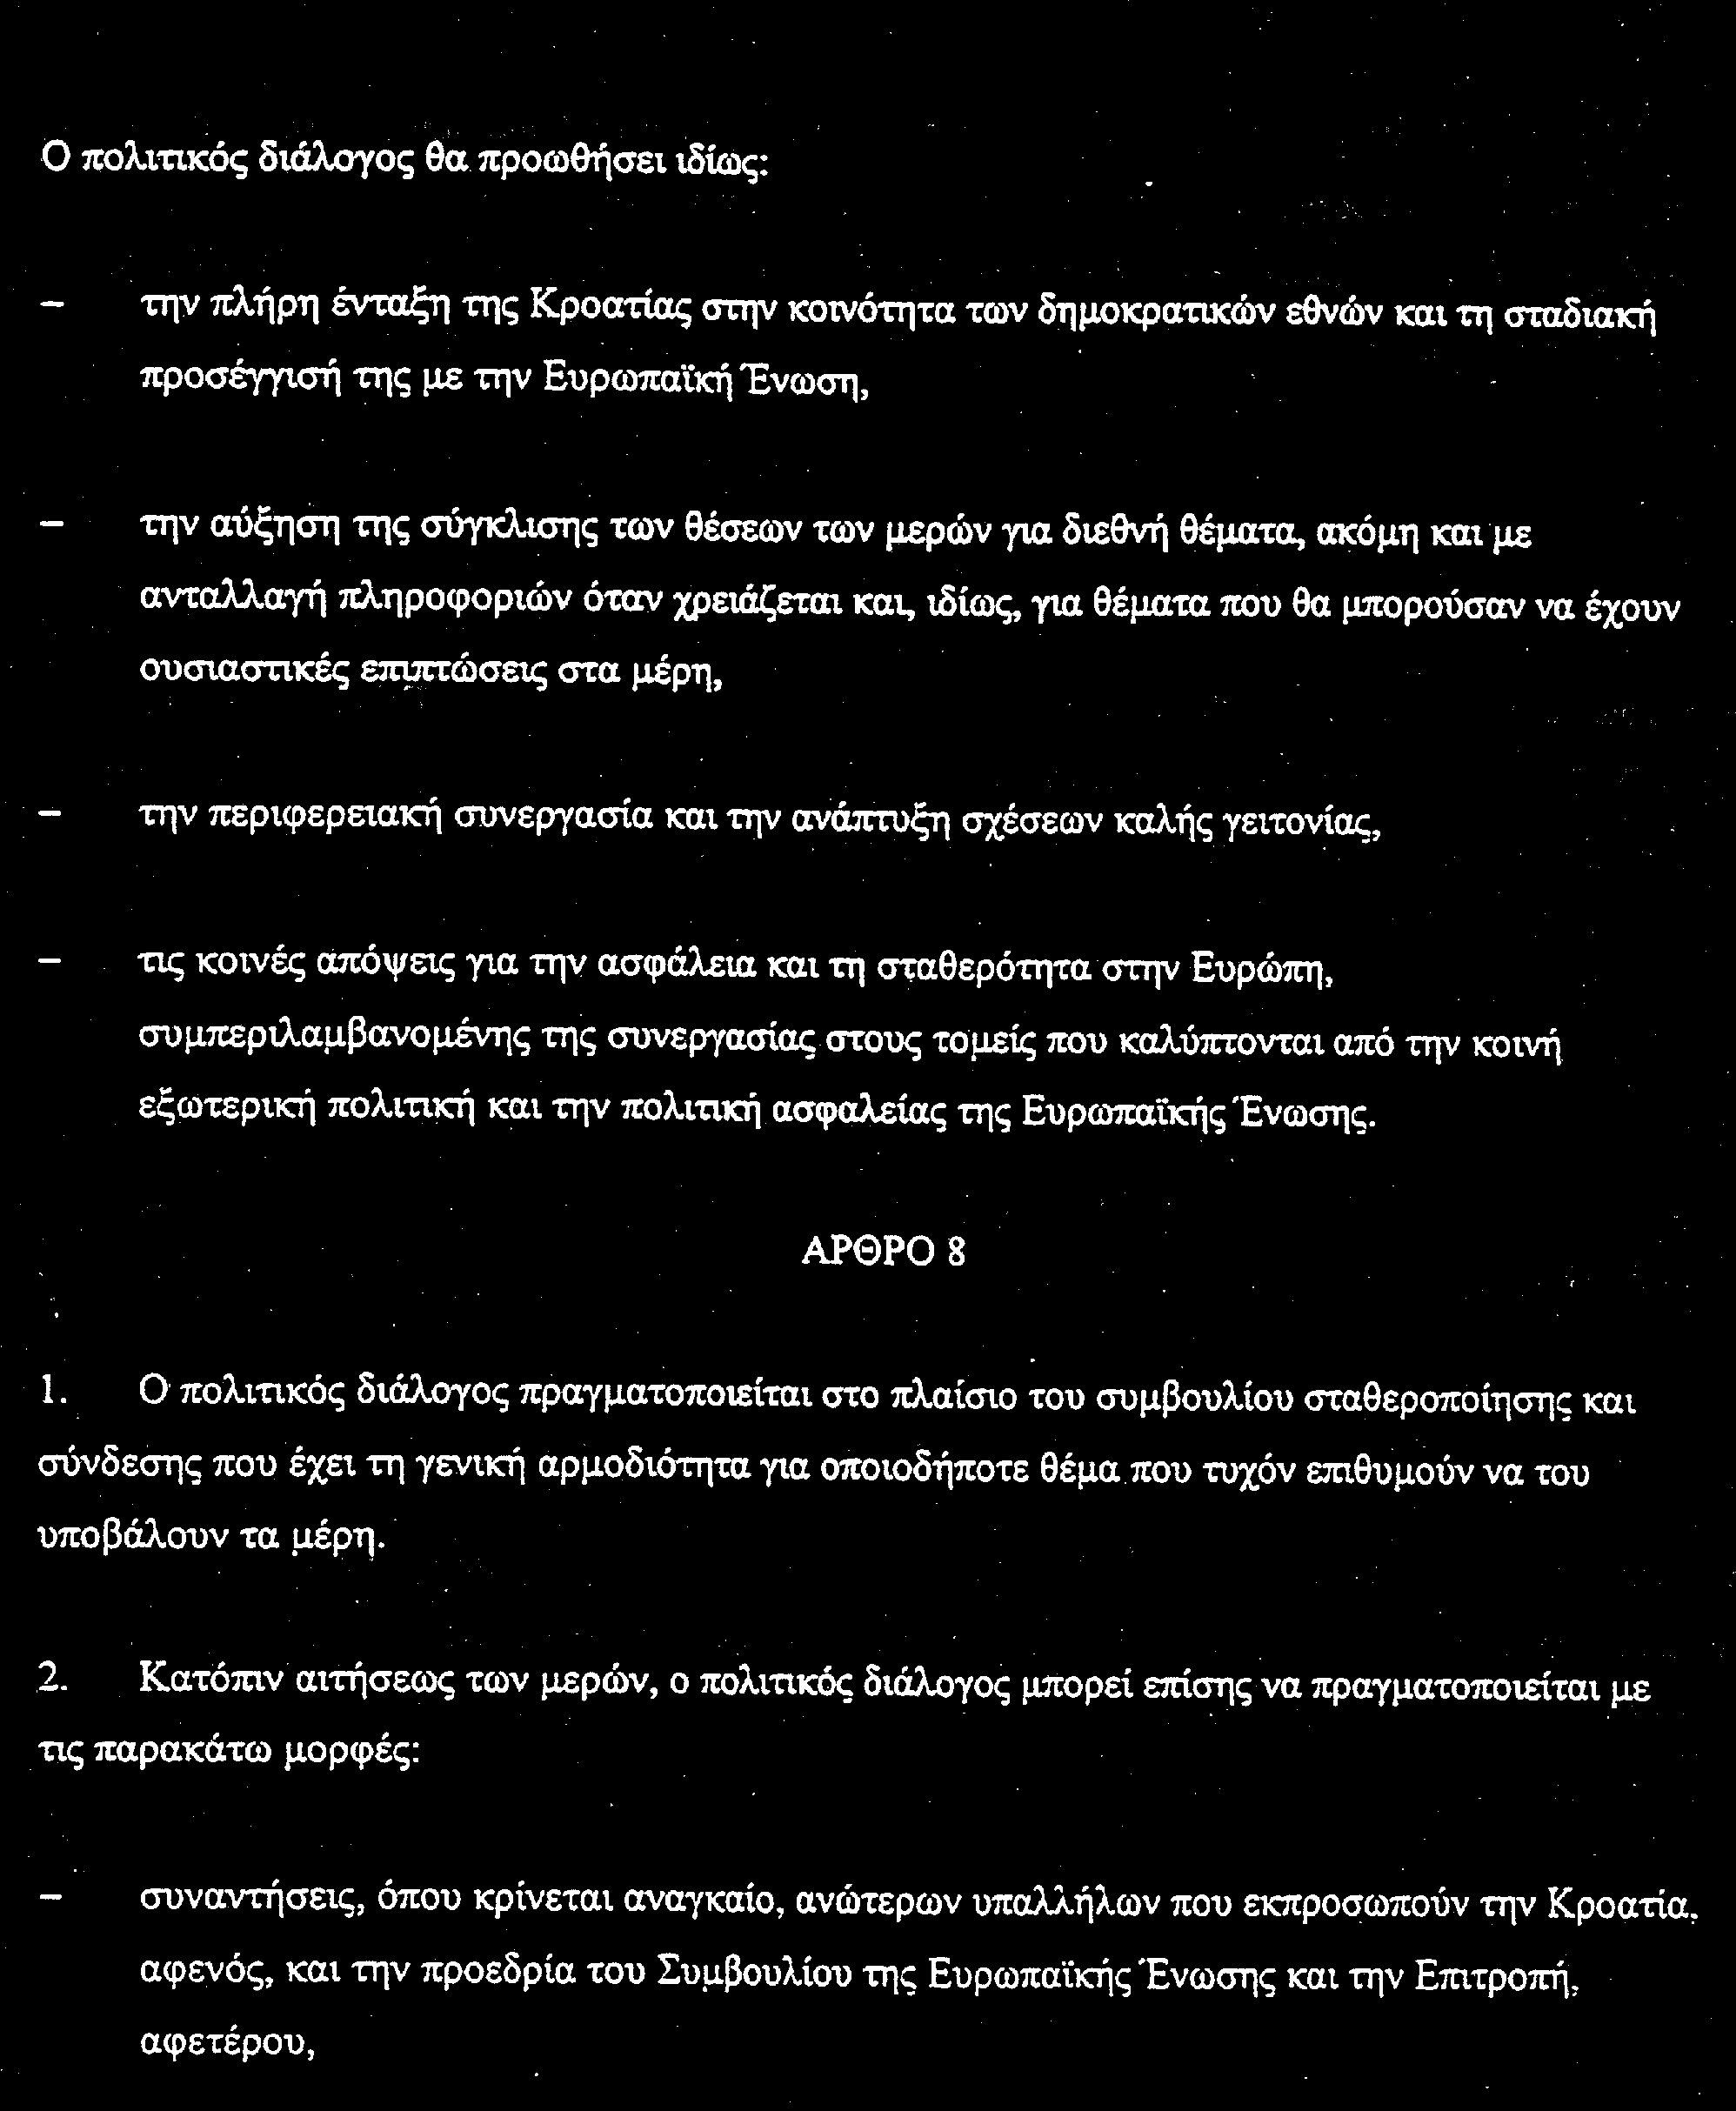 Ο πολιτικός διάλογος θα προωθήσει ιδίως:
– την πλήρη ένταξη της Κροατίας στην κοινότητα των δημοκρατικών εθνών και τη σταδιακή
προσέγγισή της με την Ευρωπαϊκή Ένωση,
– την αύξηση της σύγκλισης των θέσεων των μερών για διεθνή θέματα, ακόμη και με
ανταλλαγή πληροφοριών όταν χρειάζεται και, ιδίως, για θέματα που θα μπορούσαν να έχουν
ουσιαστικές επιπτώσεις στα μέρη,
– την περιφερειακή συνεργασία και την ανάπτυξη σχέσεων καλής γειτονίας,
– τις κοινές απόψεις για την ασφάλεια και τη σταθερότητα στην Ευρώπη,
συμπεριλαμβανομένης της συνεργασίας στους τομείς που καλύπτονται από την κοινή
εξωτερική πολιτική και την πολιτική ασφαλείας της Ευρωπαϊκής Ένωσης.
ΑΡΘΡΟ 8
1. Ο πολιτικός διάλογος πραγματοποιείται στο πλαίσιο του συμβουλίου σταθεροποίησης και
σύνδεσης που έχει τη γενική αρμοδιότητα για οποιοδήποτε θέμα που τυχόν επιθυμούν να του
υποβάλουν τα μέρη.
2. Κατόπιν αιτήσεως των μερών, ο πολιτικός διάλογος μπορεί επίσης να πραγματοποιείται με
τις παρακάτω μορφές:
– συναντήσεις, όπου κρίνεται αναγκαίο, ανώτερων υπαλλήλων που εκπροσωπούν την Κροατία,
αφενός, και την προεδρία του Συμβουλίου της Ευρωπαϊκής Ένωσης και την Επιτροπή,
αφετέρου,